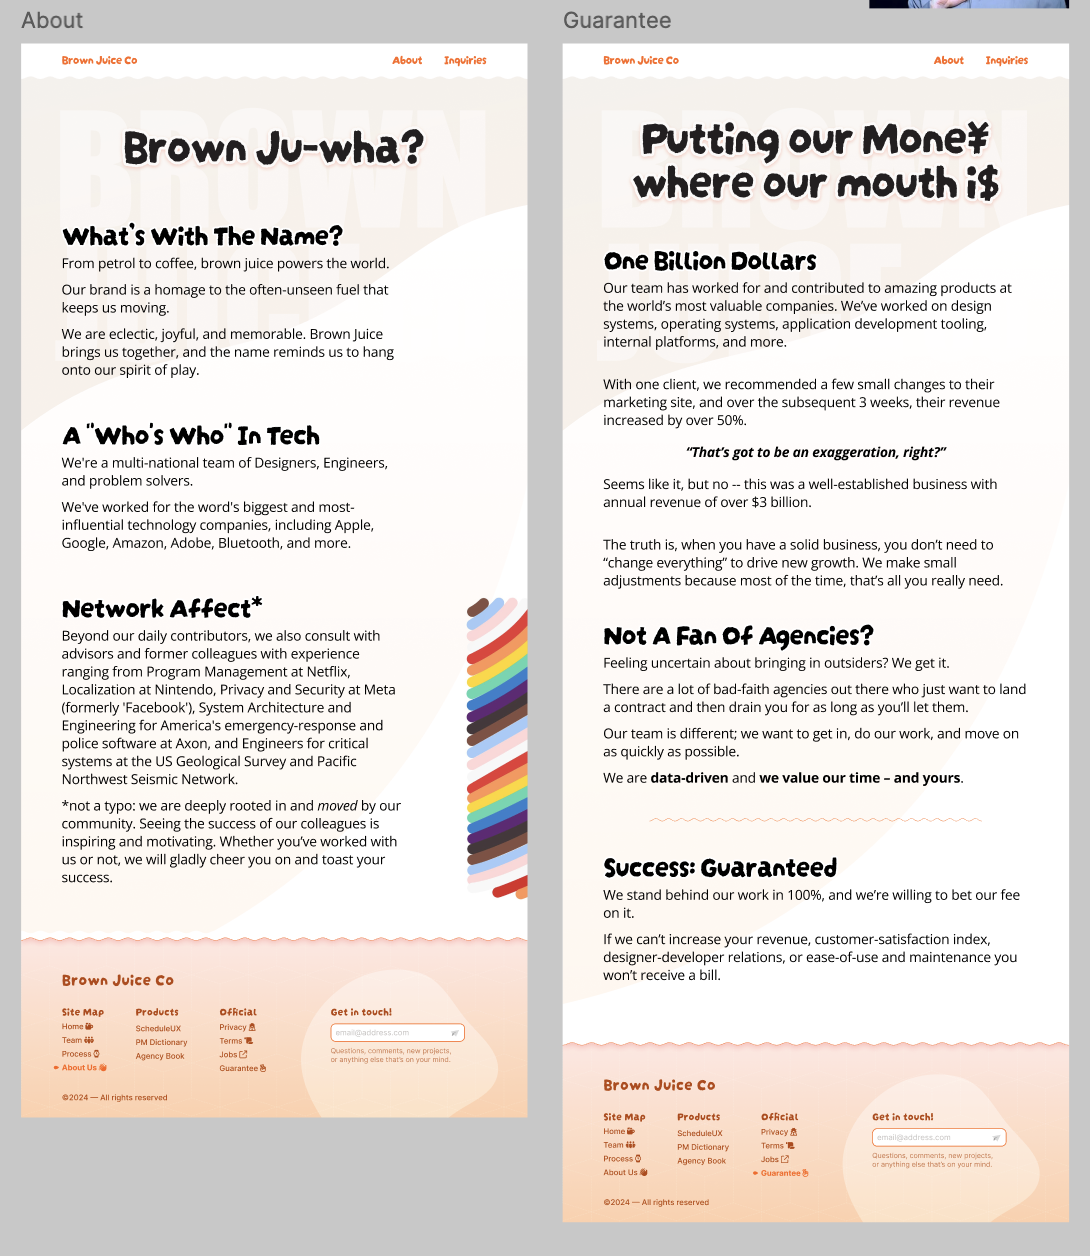 About
Brown Juice Co
About
Inquiries
BROWN
Brown Ju-wha?
What's With The Name?
From petrol to coffee, brown juice powers the world.
Our brand is a homage to the often-unseen fuel that
keeps us moving.
We are eclectic, joyful, and memorable. Brown Juice
brings us together, and the name reminds us to hang
onto our spirit of play.
A "Who's Who" In Tech
We're a multi-national team of Designers, Engineers,
and problem solvers.
We've worked for the word's biggest and most-
influential technology companies, including Apple,
Google, Amazon, Adobe, Bluetooth, and more.
Network Affect*
Beyond our daily contributors, we also consult with
advisors and former colleagues with experience
ranging from Program Management at Netflix,
Localization at Nintendo, Privacy and Security at Meta
(formerly 'Facebook'), System Architecture and
Engineering for America's emergency-response and
police software at Axon, and Engineers for critical
systems at the US Geological Survey and Pacific
Northwest Seismic Network.
*not a typo: we are deeply rooted in and moved by our
community. Seeing the success of our colleagues is
inspiring and motivating. Whether you've worked with
us or not, we will gladly cheer you on and toast your
success.
Brown Juice Co
Site Map
Home
Team
Process
About Us
Products
ScheduleUX
PM Dictionary
Agency Book
Official
Privacy
Terms
Jobs
Guarantee
Get in touch!
email@address.com
Questions, comments, new projects,
or anything else that's on your mind.
©2024 — All rights reserved
Guarantee
Brown Juice Co
About
Inquiries
BROWN
JUICE
Putting our Mone¥
where our mouth i$
One Billion Dollars
Our team has worked for and contributed to amazing products at
the world's most valuable companies. We've worked on design
systems, operating systems, application development tooling,
internal platforms, and more.
With one client, we recommended a few small changes to their
marketing site, and over the subsequent 3 weeks, their revenue
increased by over 50%.
“That's got to be an exaggeration, right?”
Seems like it, but no -- this was a well-established business with
annual revenue of over $3 billion.
The truth is, when you have a solid business, you don't need to
“change everything” to drive new growth. We make small
adjustments because most of the time, that's all you really need.
Not A Fan Of Agencies?
Feeling uncertain about bringing in outsiders? We get it.
There are a lot of bad-faith agencies out there who just want to land
a contract and then drain you for as long as you'll let them.
Our team is different; we want to get in, do our work, and move on
as quickly as possible.
We are data-driven and we value our time – and yours.
Success: Guaranteed
We stand behind our work in 100%, and we're willing to bet our fee
on it.
If we can't increase your revenue, customer-satisfaction index,
designer-developer relations, or ease-of-use and maintenance you
won't receive a bill.
Brown Juice Co
Site Map
Home
Team
Process
About Us
Products
ScheduleUX
PM Dictionary
Agency Book
Official
Privacy
Terms
Jobs
Guarantee
Get in touch!
email@address.com
Questions, comments, new projects,
or anything else that's on your mind.
©2024 — All rights reserved